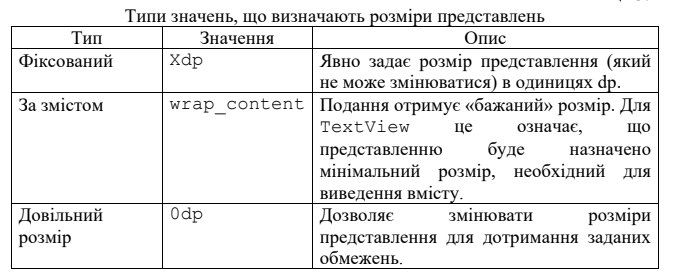 Типи значень, що визначають розміри представлень
Тип Значення Опис
Фіксований Xdp Явно задає розмір представлення (який
не може змінюватися) в одиницях dp.
За змістом wrap_content Подання отримує «бажаний» розмір. Для
TextView це означає, що
представленню буде назначено
мінімальний розмір, необхідний для
виведення вмісту.
Довільний 0dp Дозволяє змінювати розміри
розмір представлення для дотримання заданих
обмежень.